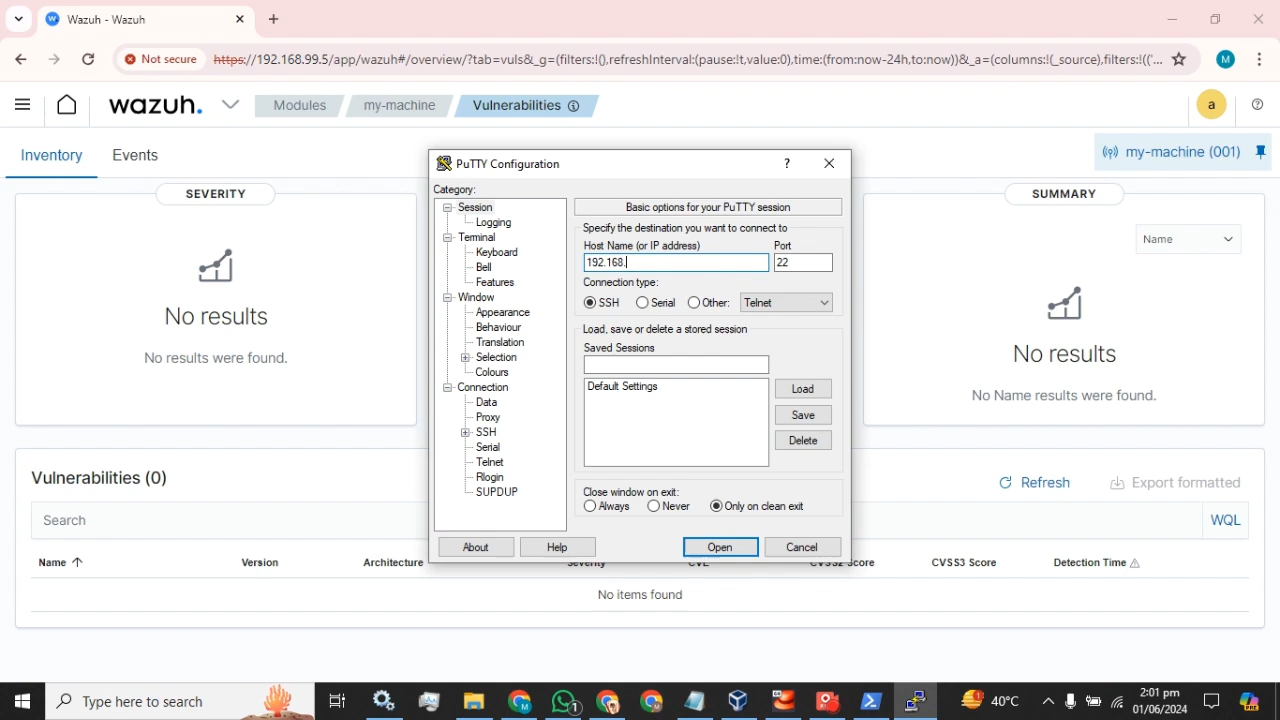 Wazuh - Wazuh
Not secure
https://192.168.99.5/app/wazuh#/overview/?tab=vuls&_g=(filters:!(),refreshInterval:(pause:!t,value:0),time:(from:now-24h,to:now))&_a=(columns:!(_source),filters:!(('...
M
wazuh.
Modules
my-machine
Vulnerabilities
a
Inventory
Events
my-machine (001)
SEVERITY
No results
No results were found.
SUMMARY
Name
No results
No Name results were found.
PuTTY Configuration
?
Category:
Session
Logging
Terminal
Keyboard
Bell
Features
Window
Appearance
Behaviour
Translation
Selection
Colours
Connection
Data
Proxy
SSH
Serial
Telnet
Rlogin
SUPDUP
Basic options for your PuTTY session
Specify the destination you want to connect to
Host Name (or IP address) Port
192.168. 22
Connection type:
SSH Serial Other: Telnet
Load, save or delete a stored session
Saved Sessions
Default Settings
Load
Save
Delete
Close window on exit:
Always Never Only on clean exit
About Help Open Cancel
Vulnerabilities (0)
Refresh
Export formatted
Search
WQL
Name Version Architecture Severity CVE CVSS2 Score CVSS3 Score Detection Time
No items found
Type here to search
1
1
40°C
2:01 pm
01/06/2024